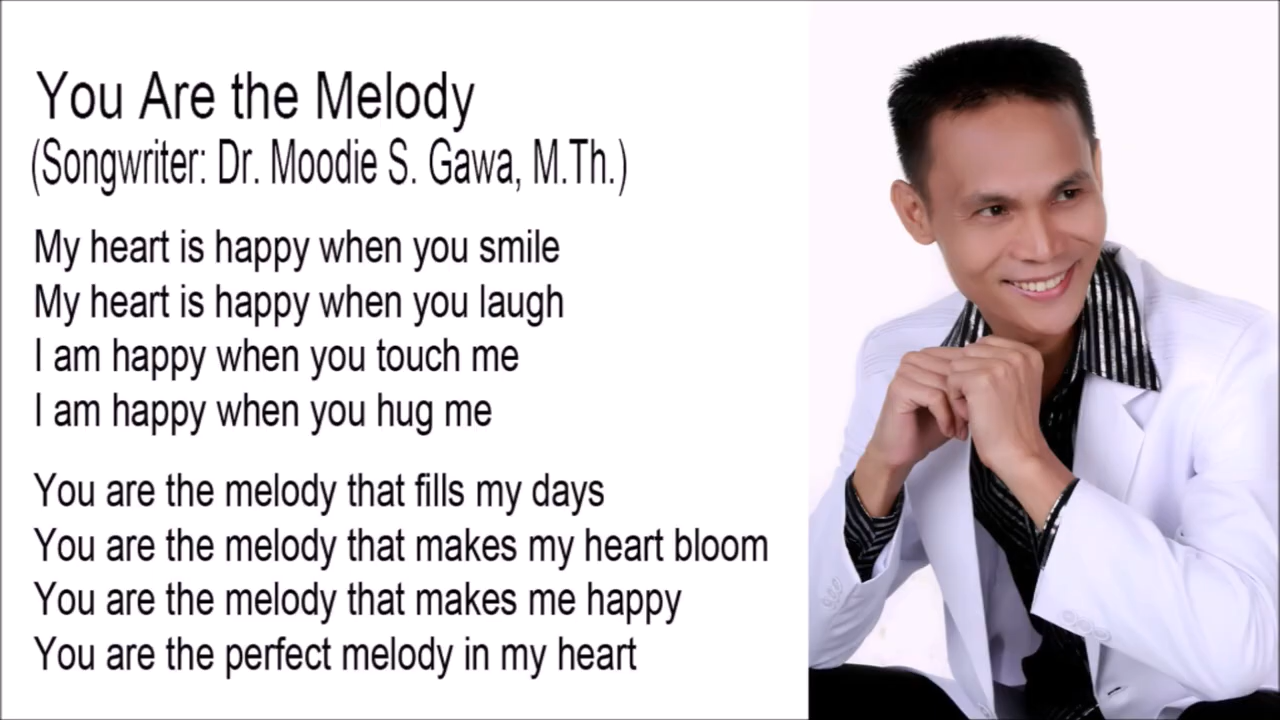 You Are the Melody
(Songwriter: Dr. Moodie S. Gawa, M.Th.)
My heart is happy when you smile
My heart is happy when you laugh
I am happy when you touch me
I am happy when you hug me
You are the melody that fills my days
You are the melody that makes my heart bloom
You are the melody that makes me happy
You are the perfect melody in my heart